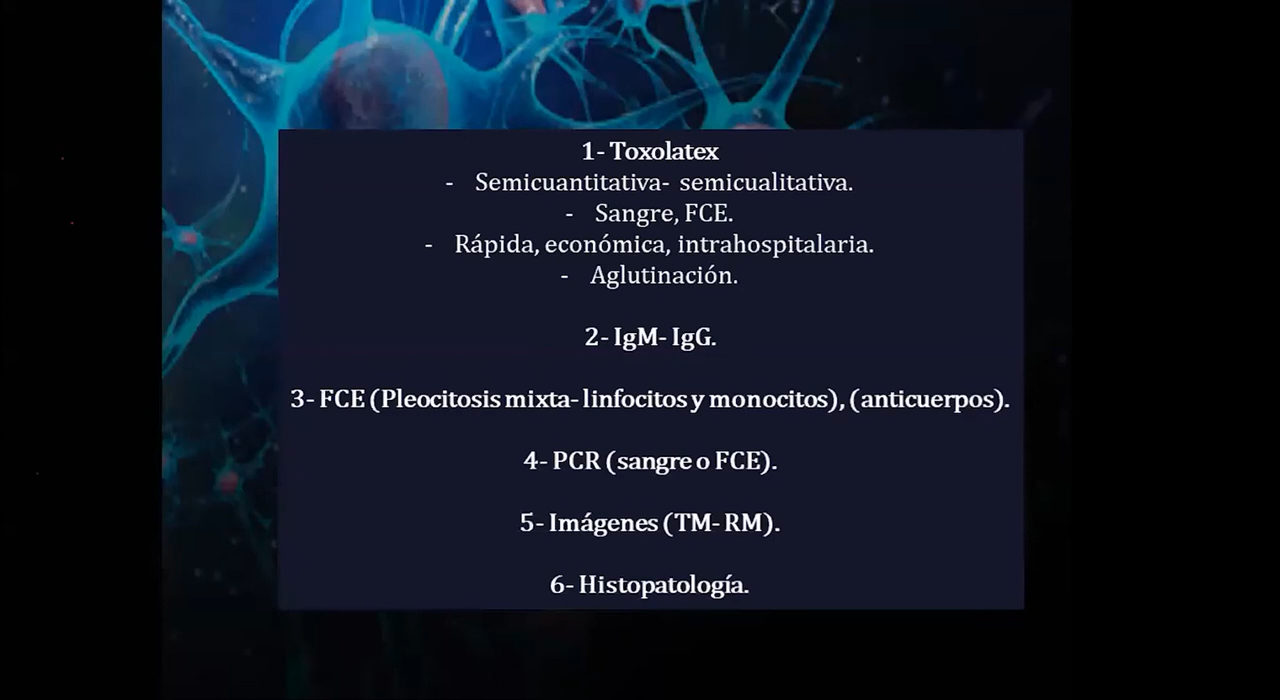 1- Toxolatex
- Semicuantitativa- semicualitativa.
- Sangre, FCE.
- Rápida, económica, intrahospitalaria.
- Aglutinación.
2- IgM- IgG.
3- FCE (Pleocitosis mixta- linfocitos y monocitos), (anticuerpos).
4- PCR (sangre o FCE).
5- Imágenes (TM- RM).
6- Histopatología.